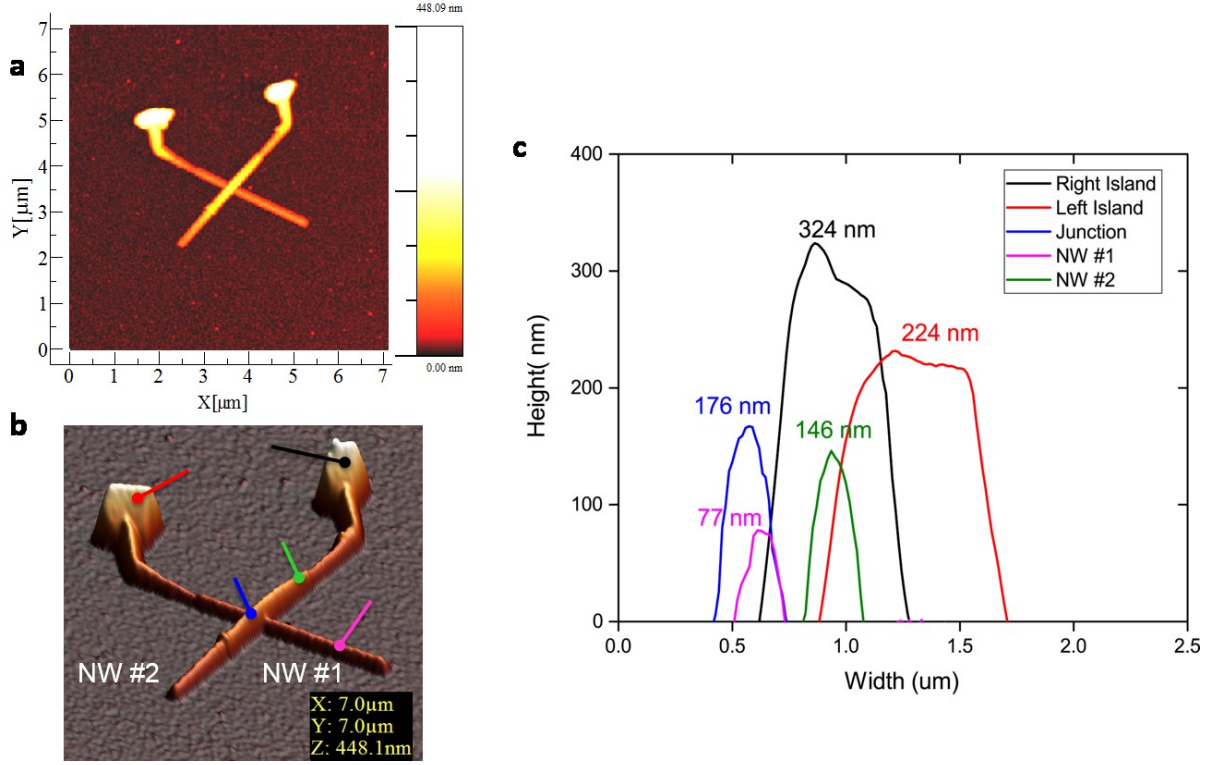 448.09 nm
a
7
6
5
4
3
2
1
0
Y[µm]
0 1 2 3 4 5 6 7
X[µm]
0.00 nm
b
NW #2
NW #1
X: 7.0µm
Y: 7.0µm
Z: 448.1nm
c
400
300
200
100
0
Height( nm)
0.0 0.5 1.0 1.5 2.0 2.5
Width (um)
324 nm
224 nm
176 nm
146 nm
77 nm
Right Island
Left Island
Junction
NW #1
NW #2